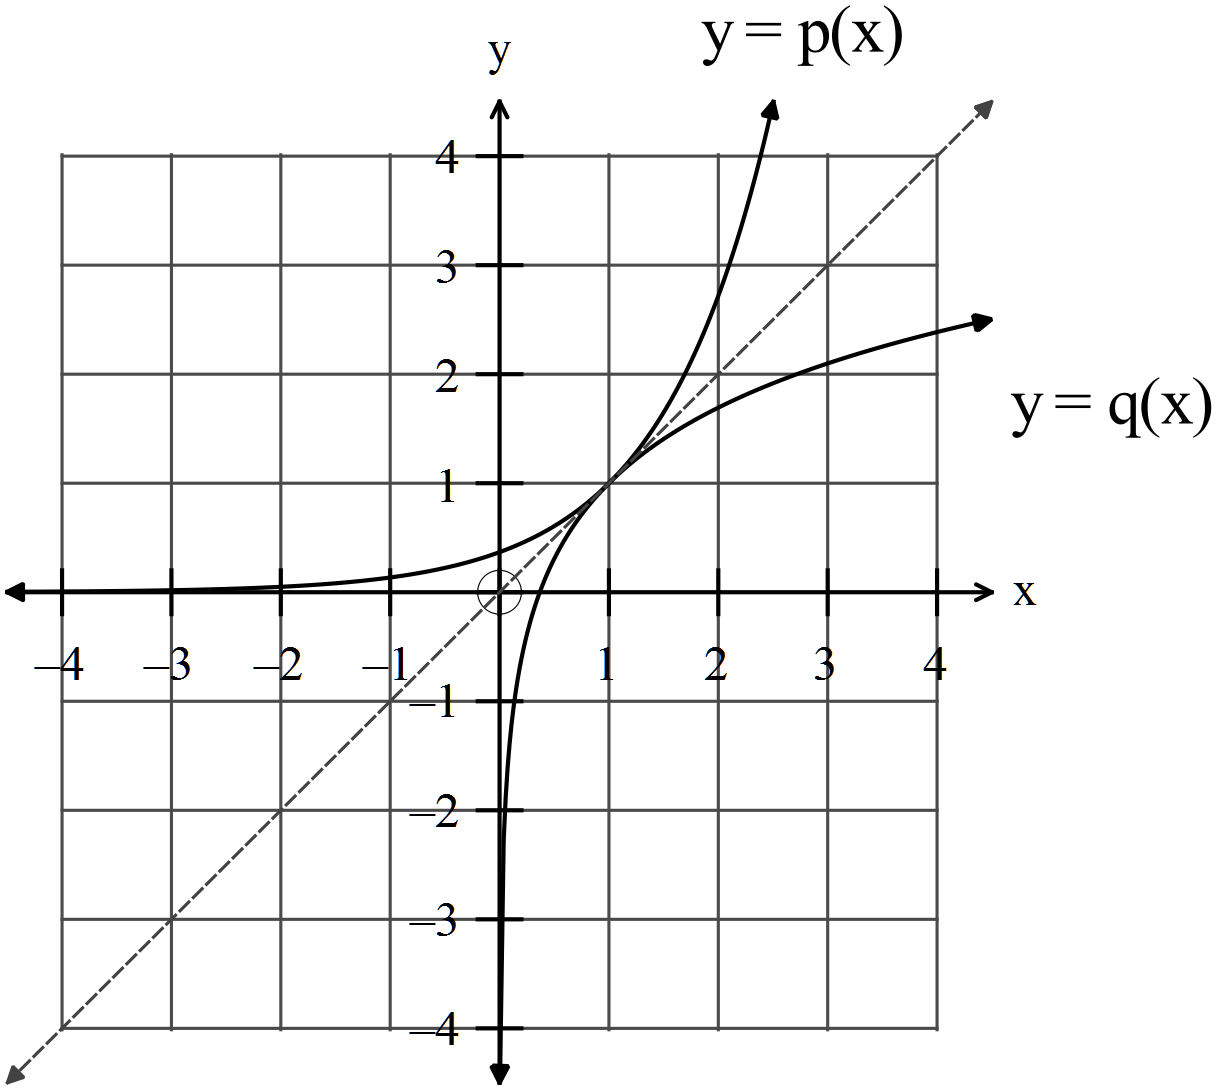 y = p(x)
y
4
3
2
y = q(x)
1
x
–4 –3 –2 –1 1 2 3 4
–1
–2
–3
–4